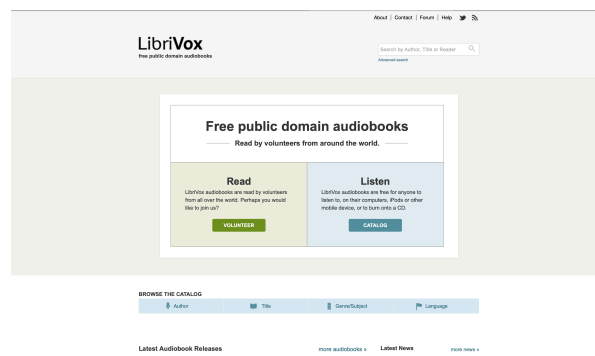 About | Contact | Forum | Help
LibriVox
free public domain audiobooks
Search by Author, Title or Reader
Advanced search
Free public domain audiobooks
Read by volunteers from around the world.
Read
LibriVox audiobooks are read by volunteers
from all over the world. Perhaps you would
like to join us?
VOLUNTEER
Listen
LibriVox audiobooks are free for anyone to
listen to, on their computers, iPods or other
mobile device, or to burn onto a CD.
CATALOG
BROWSE THE CATALOG
Author Title Genre/Subject Language
Latest Audiobook Releases more audiobooks » Latest News more news »